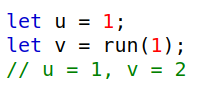 let u = 1;
let v = run(1);
// u = 1, v = 2